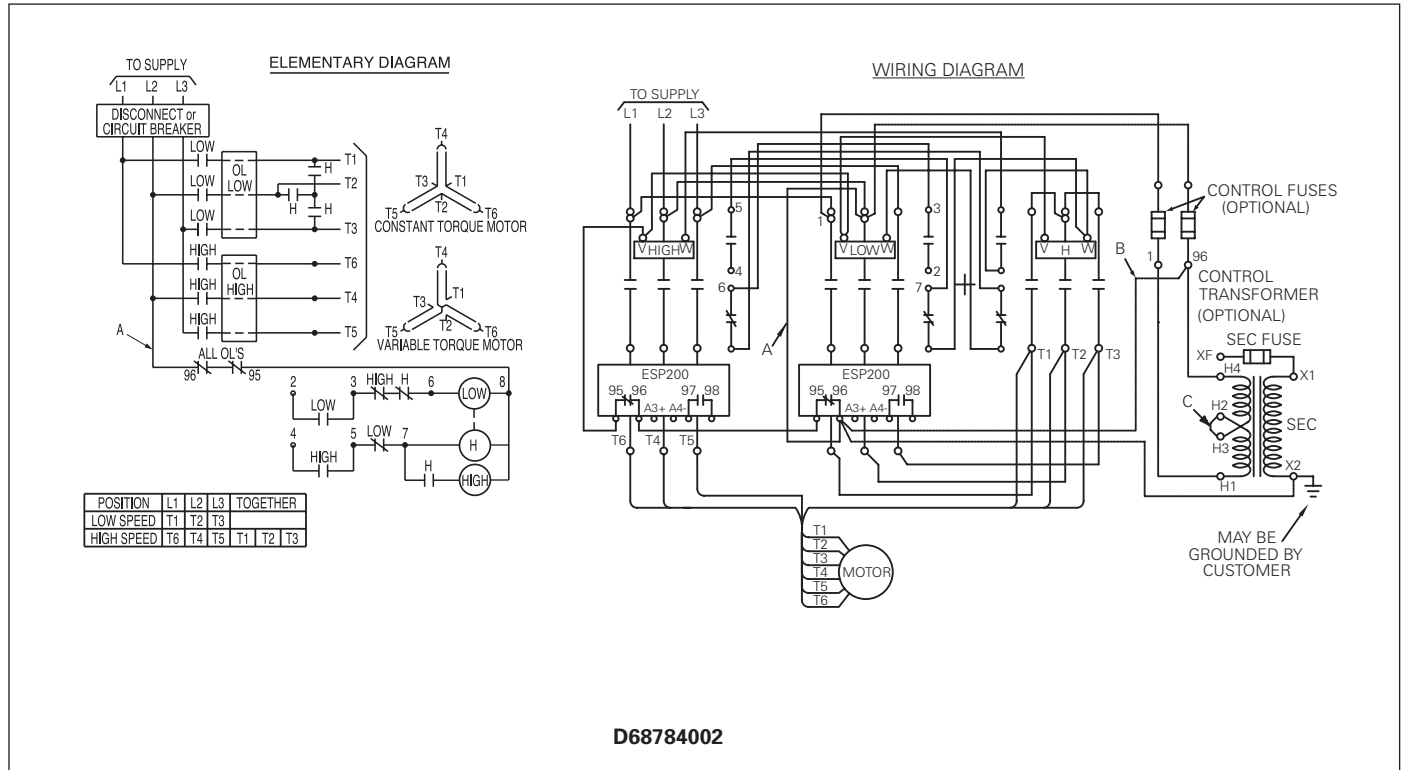 ELEMENTARY DIAGRAM
TO SUPPLY
L1 L2 L3
DISCONNECT or
CIRCUIT BREAKER
LOW
LOW
LOW
OL
LOW
H
H
H
T1
T2
T3
HIGH
HIGH
HIGH
OL
HIGH
T6
T4
T5
A
ALL OL'S
96 95
2 3 HIGH H 6 8
LOW
LOW
4 5 LOW 7
HIGH
H
H
HIGH
T4
T3 T1
T2
T5 T6
CONSTANT TORQUE MOTOR
T4
T3 T1
T2
T5 T6
VARIABLE TORQUE MOTOR
POSITION L1 L2 L3 TOGETHER
LOW SPEED T1 T2 T3
HIGH SPEED T6 T4 T5 T1 T2 T3
WIRING DIAGRAM
TO SUPPLY
L1 L2 L3
V HIGH W
5
4
6
1
V LOW W
3
2
7
V H W
A
T1 T2 T3
ESP200
95 96 97 98
A3+ A4-
T6 T4 T5
ESP200
95 96 97 98
A3+ A4-
T1
T2
T3
T4
T5
T6
MOTOR
CONTROL FUSES
(OPTIONAL)
B
1 96
CONTROL
TRANSFORMER
(OPTIONAL)
SEC FUSE
XF
H4 X1
C
H2
H3
SEC
H1 X2
MAY BE
GROUNDED BY
CUSTOMER
D68784002